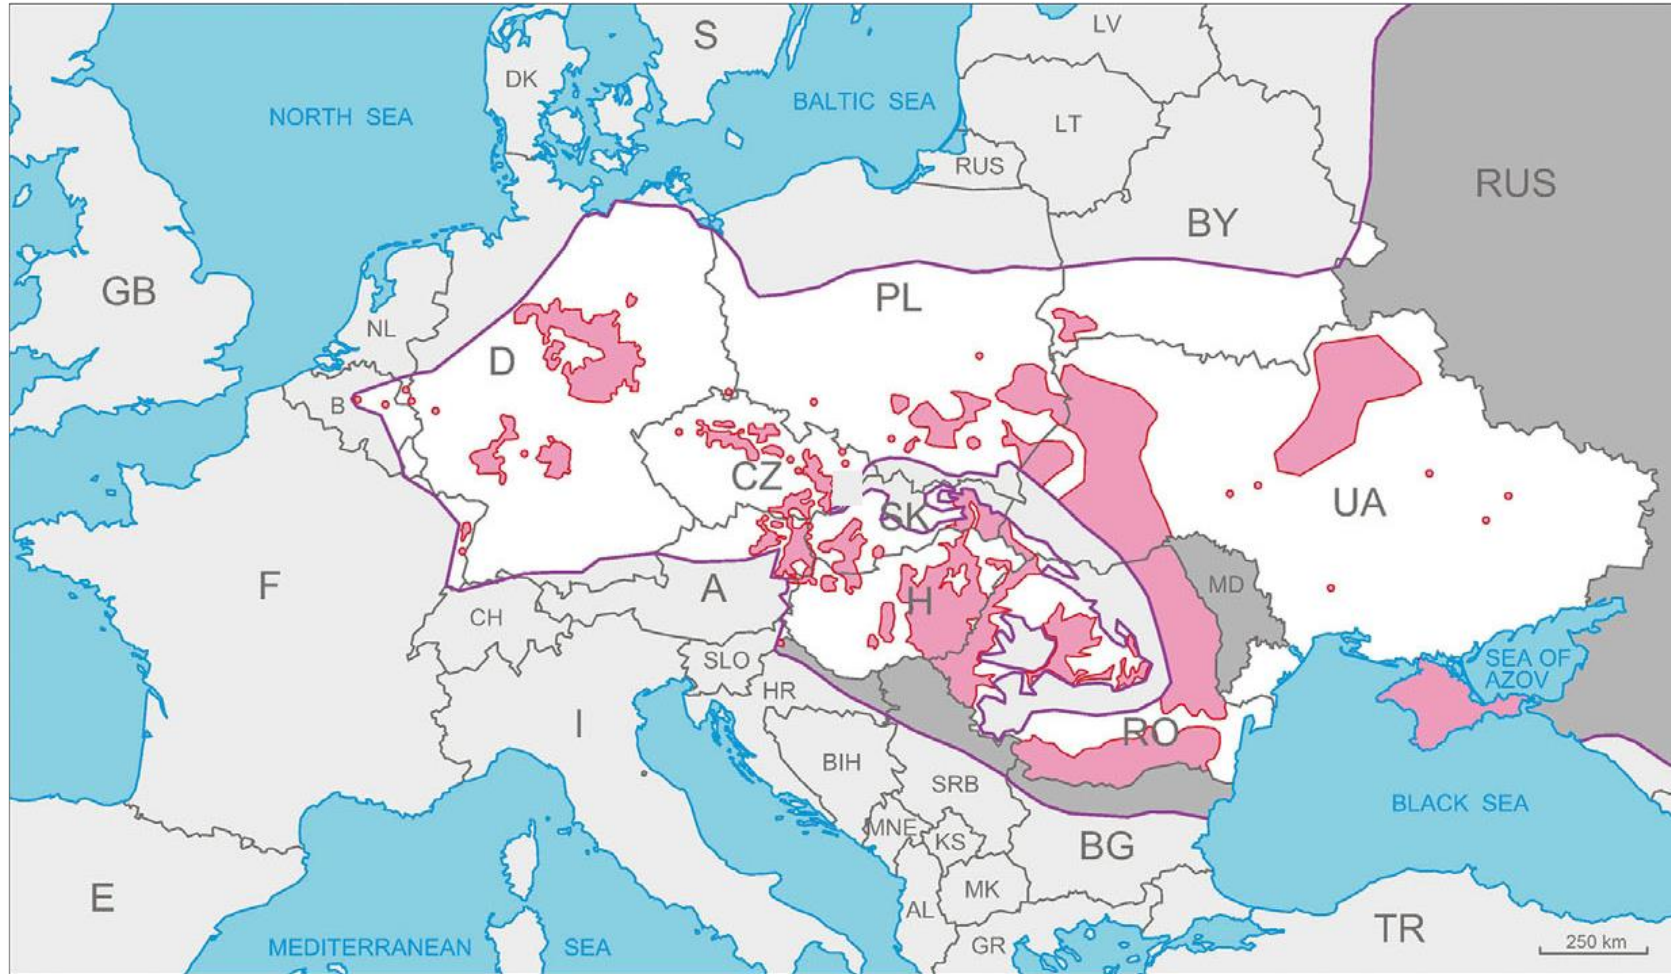 S
LV
DK
NORTH SEA
BALTIC SEA
LT
RUS
RUS
BY
GB
PL
NL
D
B
CZ
UA
SK
F
A
H
MD
CH
SLO
SEA OF
AZOV
HR
I
RO
BIH
SRB
BLACK SEA
MNE
KS
BG
MK
E
AL
TR
MEDITERRANEAN SEA
GR
250 km